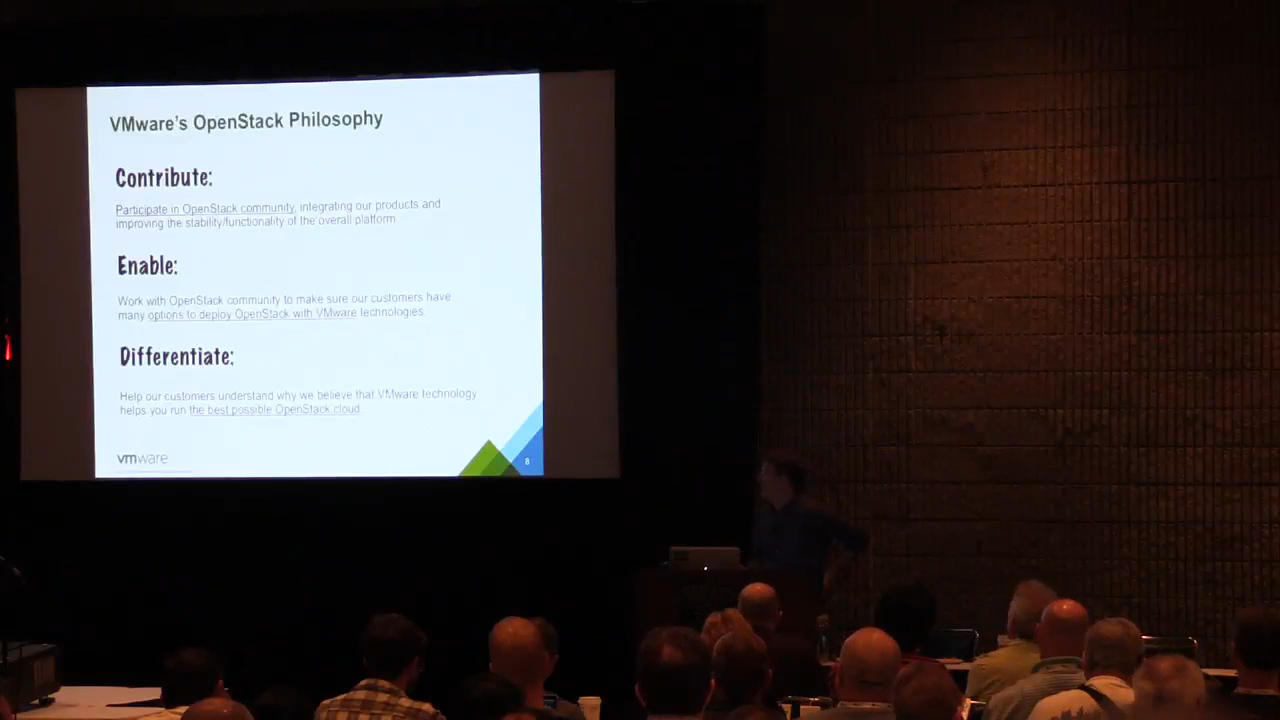 VMware's OpenStack Philosophy
Contribute:
Participate in OpenStack community, integrating our products and
improving the stability/functionality of the overall platform
Enable:
Work with OpenStack community to make sure our customers have
many options to deploy OpenStack with VMware technologies.
Differentiate:
Help our customers understand why we believe that VMware technology
helps you run the best possible OpenStack cloud.
vmware
8